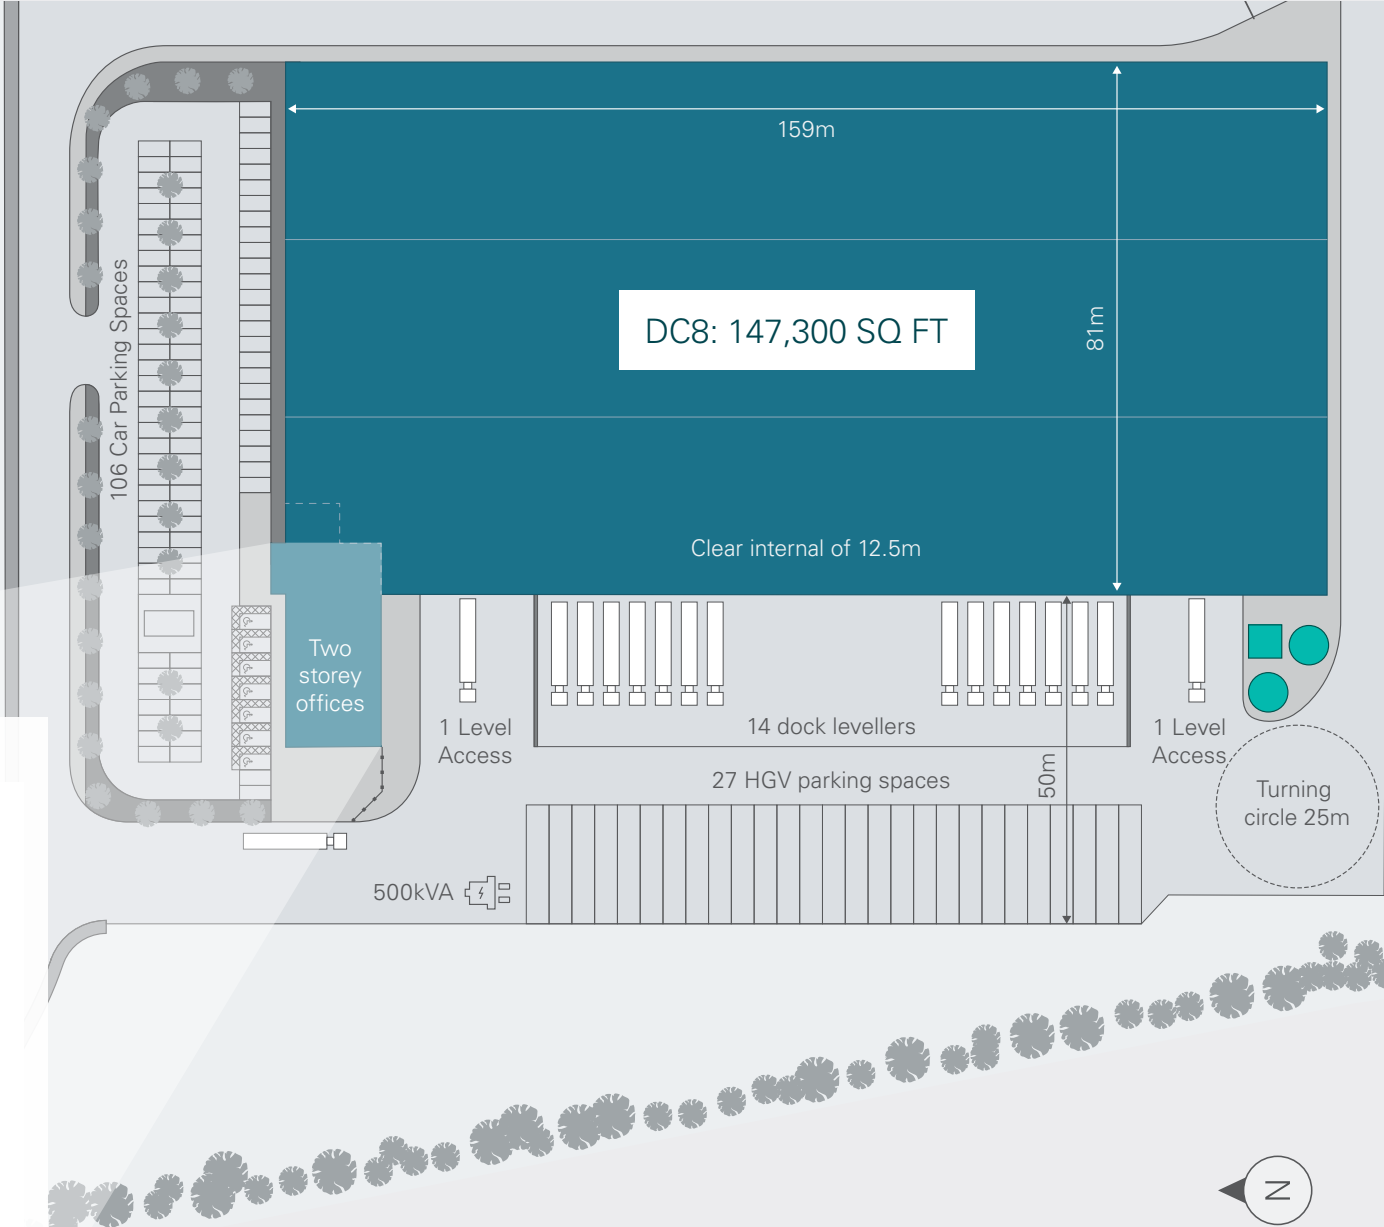 159m
106 Car Parking Spaces
DC8: 147,300 SQ FT
81m
Clear internal of 12.5m
Two
storey
offices
1 Level
Access
14 dock levellers
1 Level
Access
27 HGV parking spaces
50m
Turning
circle 25m
500kVA
N